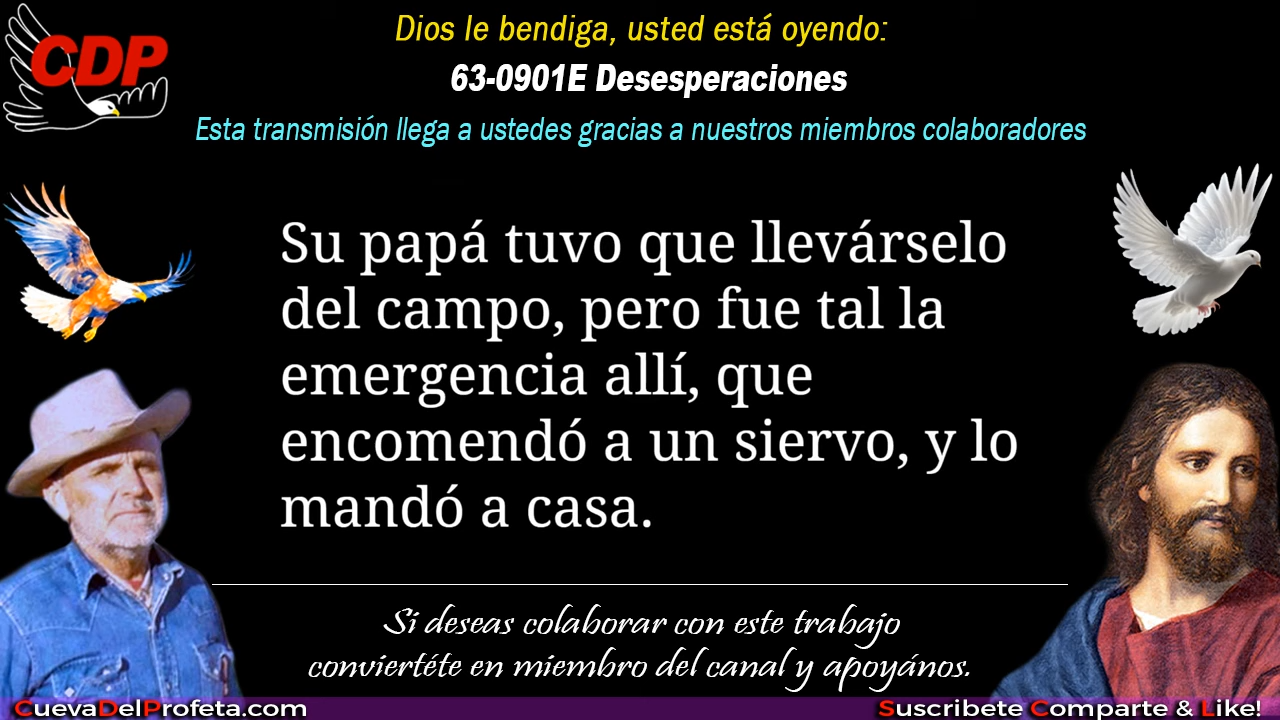 CDP
Dios le bendiga, usted está oyendo:
63-0901E Desesperaciones
Esta transmisión llega a ustedes gracias a nuestros miembros colaboradores
Su papá tuvo que llevárselo
del campo, pero fue tal la
emergencia allí, que
encomendó a un siervo, y lo
mandó a casa.
Si deseas colaborar con este trabajo
conviertéte en miembro del canal y apoyános.
CuevaDelProfeta.com
Suscribete Comparte & Like!